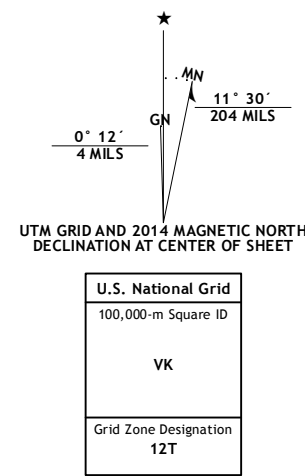 ★
MN
GN
11° 30´
204 MILS
0° 12´
4 MILS
UTM GRID AND 2014 MAGNETIC NORTH
DECLINATION AT CENTER OF SHEET
U.S. National Grid
100,000-m Square ID
VK
Grid Zone Designation
12T